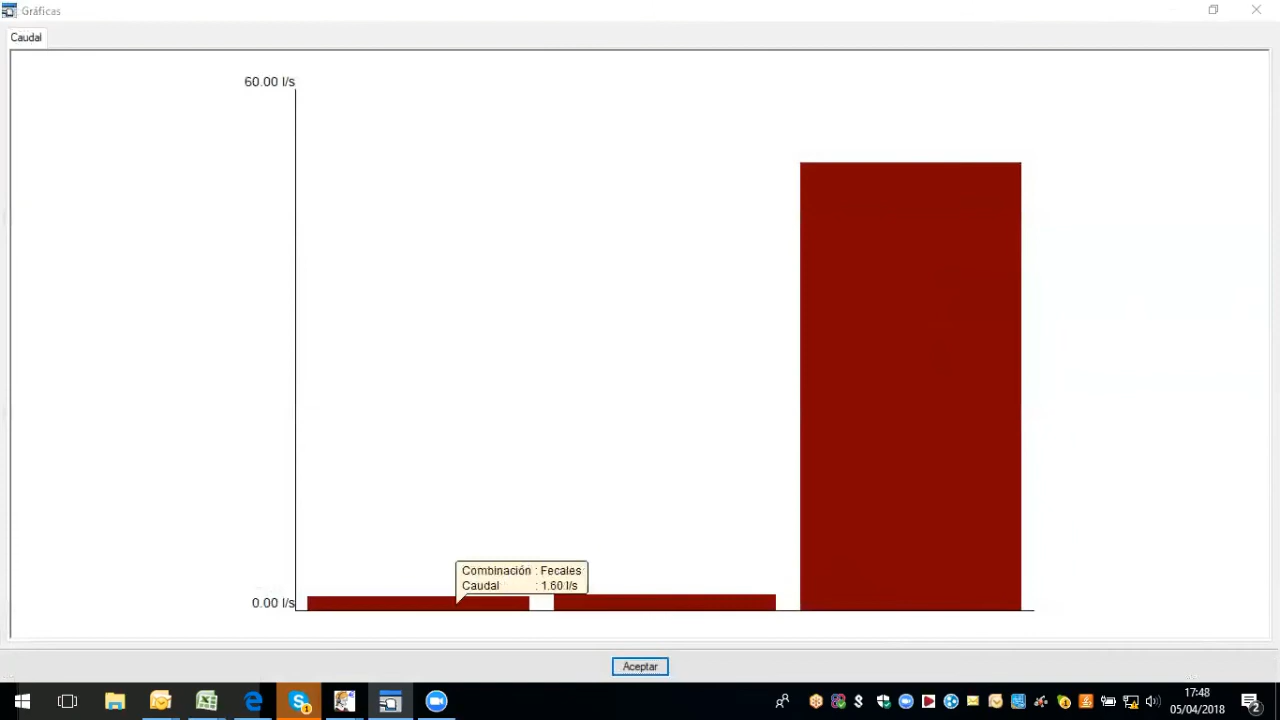 Gráficas
Caudal
60.00 l/s
Combinación : Fecales
Caudal : 1.60 l/s
0.00 l/s
Aceptar
17:48
05/04/2018